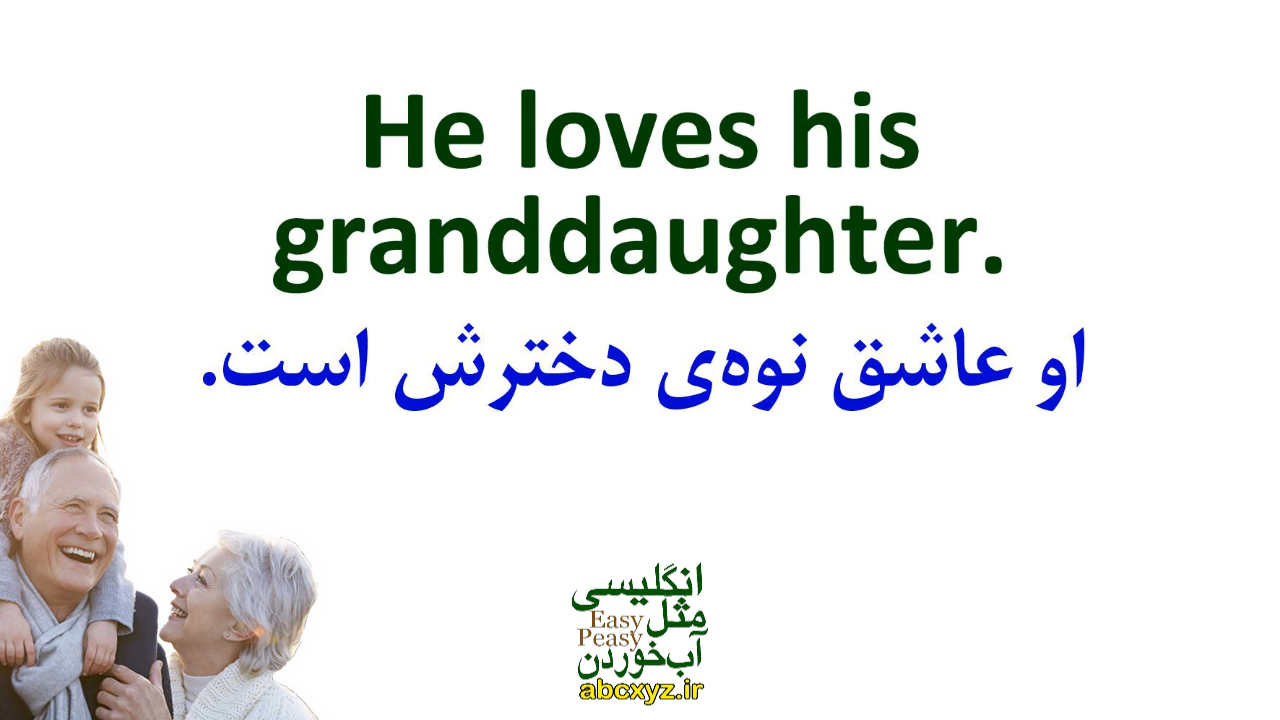 He loves his
granddaughter.
او عاشق نوه‌ی دخترش است.
انگلیسی
مثل
Easy
Peasy
آب‌خوردن
abcxyz.ir